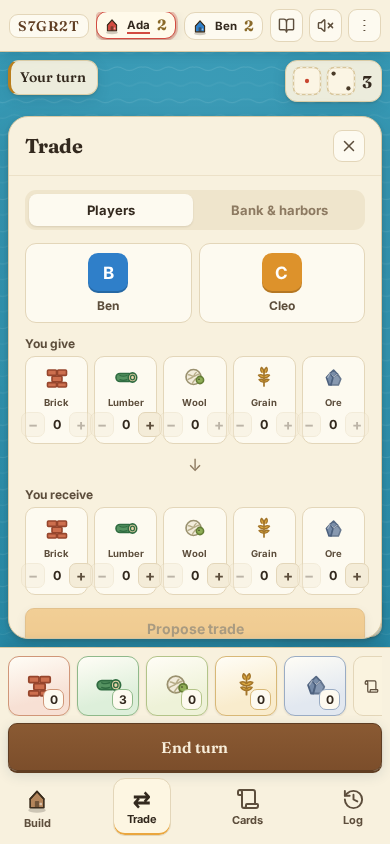 S7GR2T Ada 2 Ben 2
Your turn 3
Trade
Players Bank & harbors
B C
Ben Cleo
You give
Brick Lumber Wool Grain Ore
− 0 + − 0 + − 0 + − 0 + − 0 +
You receive
Brick Lumber Wool Grain Ore
− 0 + − 0 + − 0 + − 0 + − 0 +
Propose trade
0 3 0 0 0
End turn
Build Trade Cards Log